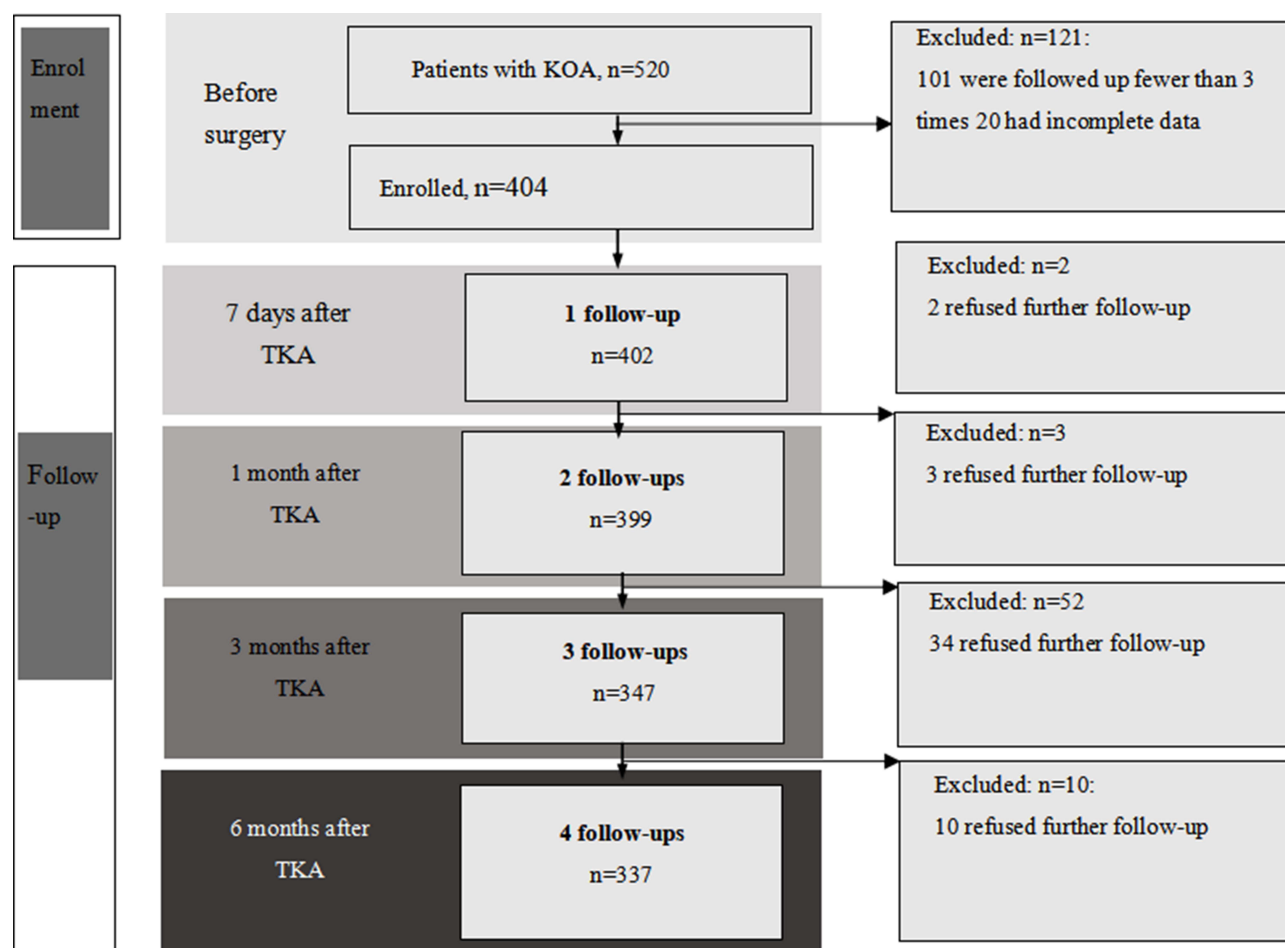 Enrol
ment
Before
surgery
Patients with KOA, n=520
Enrolled, n=404
Excluded: n=121:
101 were followed up fewer than 3
times 20 had incomplete data
Follow
-up
7 days after
TKA
1 follow-up
n=402
Excluded: n=2
2 refused further follow-up
1 month after
TKA
2 follow-ups
n=399
Excluded: n=3
3 refused further follow-up
3 months after
TKA
3 follow-ups
n=347
Excluded: n=52
34 refused further follow-up
6 months after
TKA
4 follow-ups
n=337
Excluded: n=10:
10 refused further follow-up